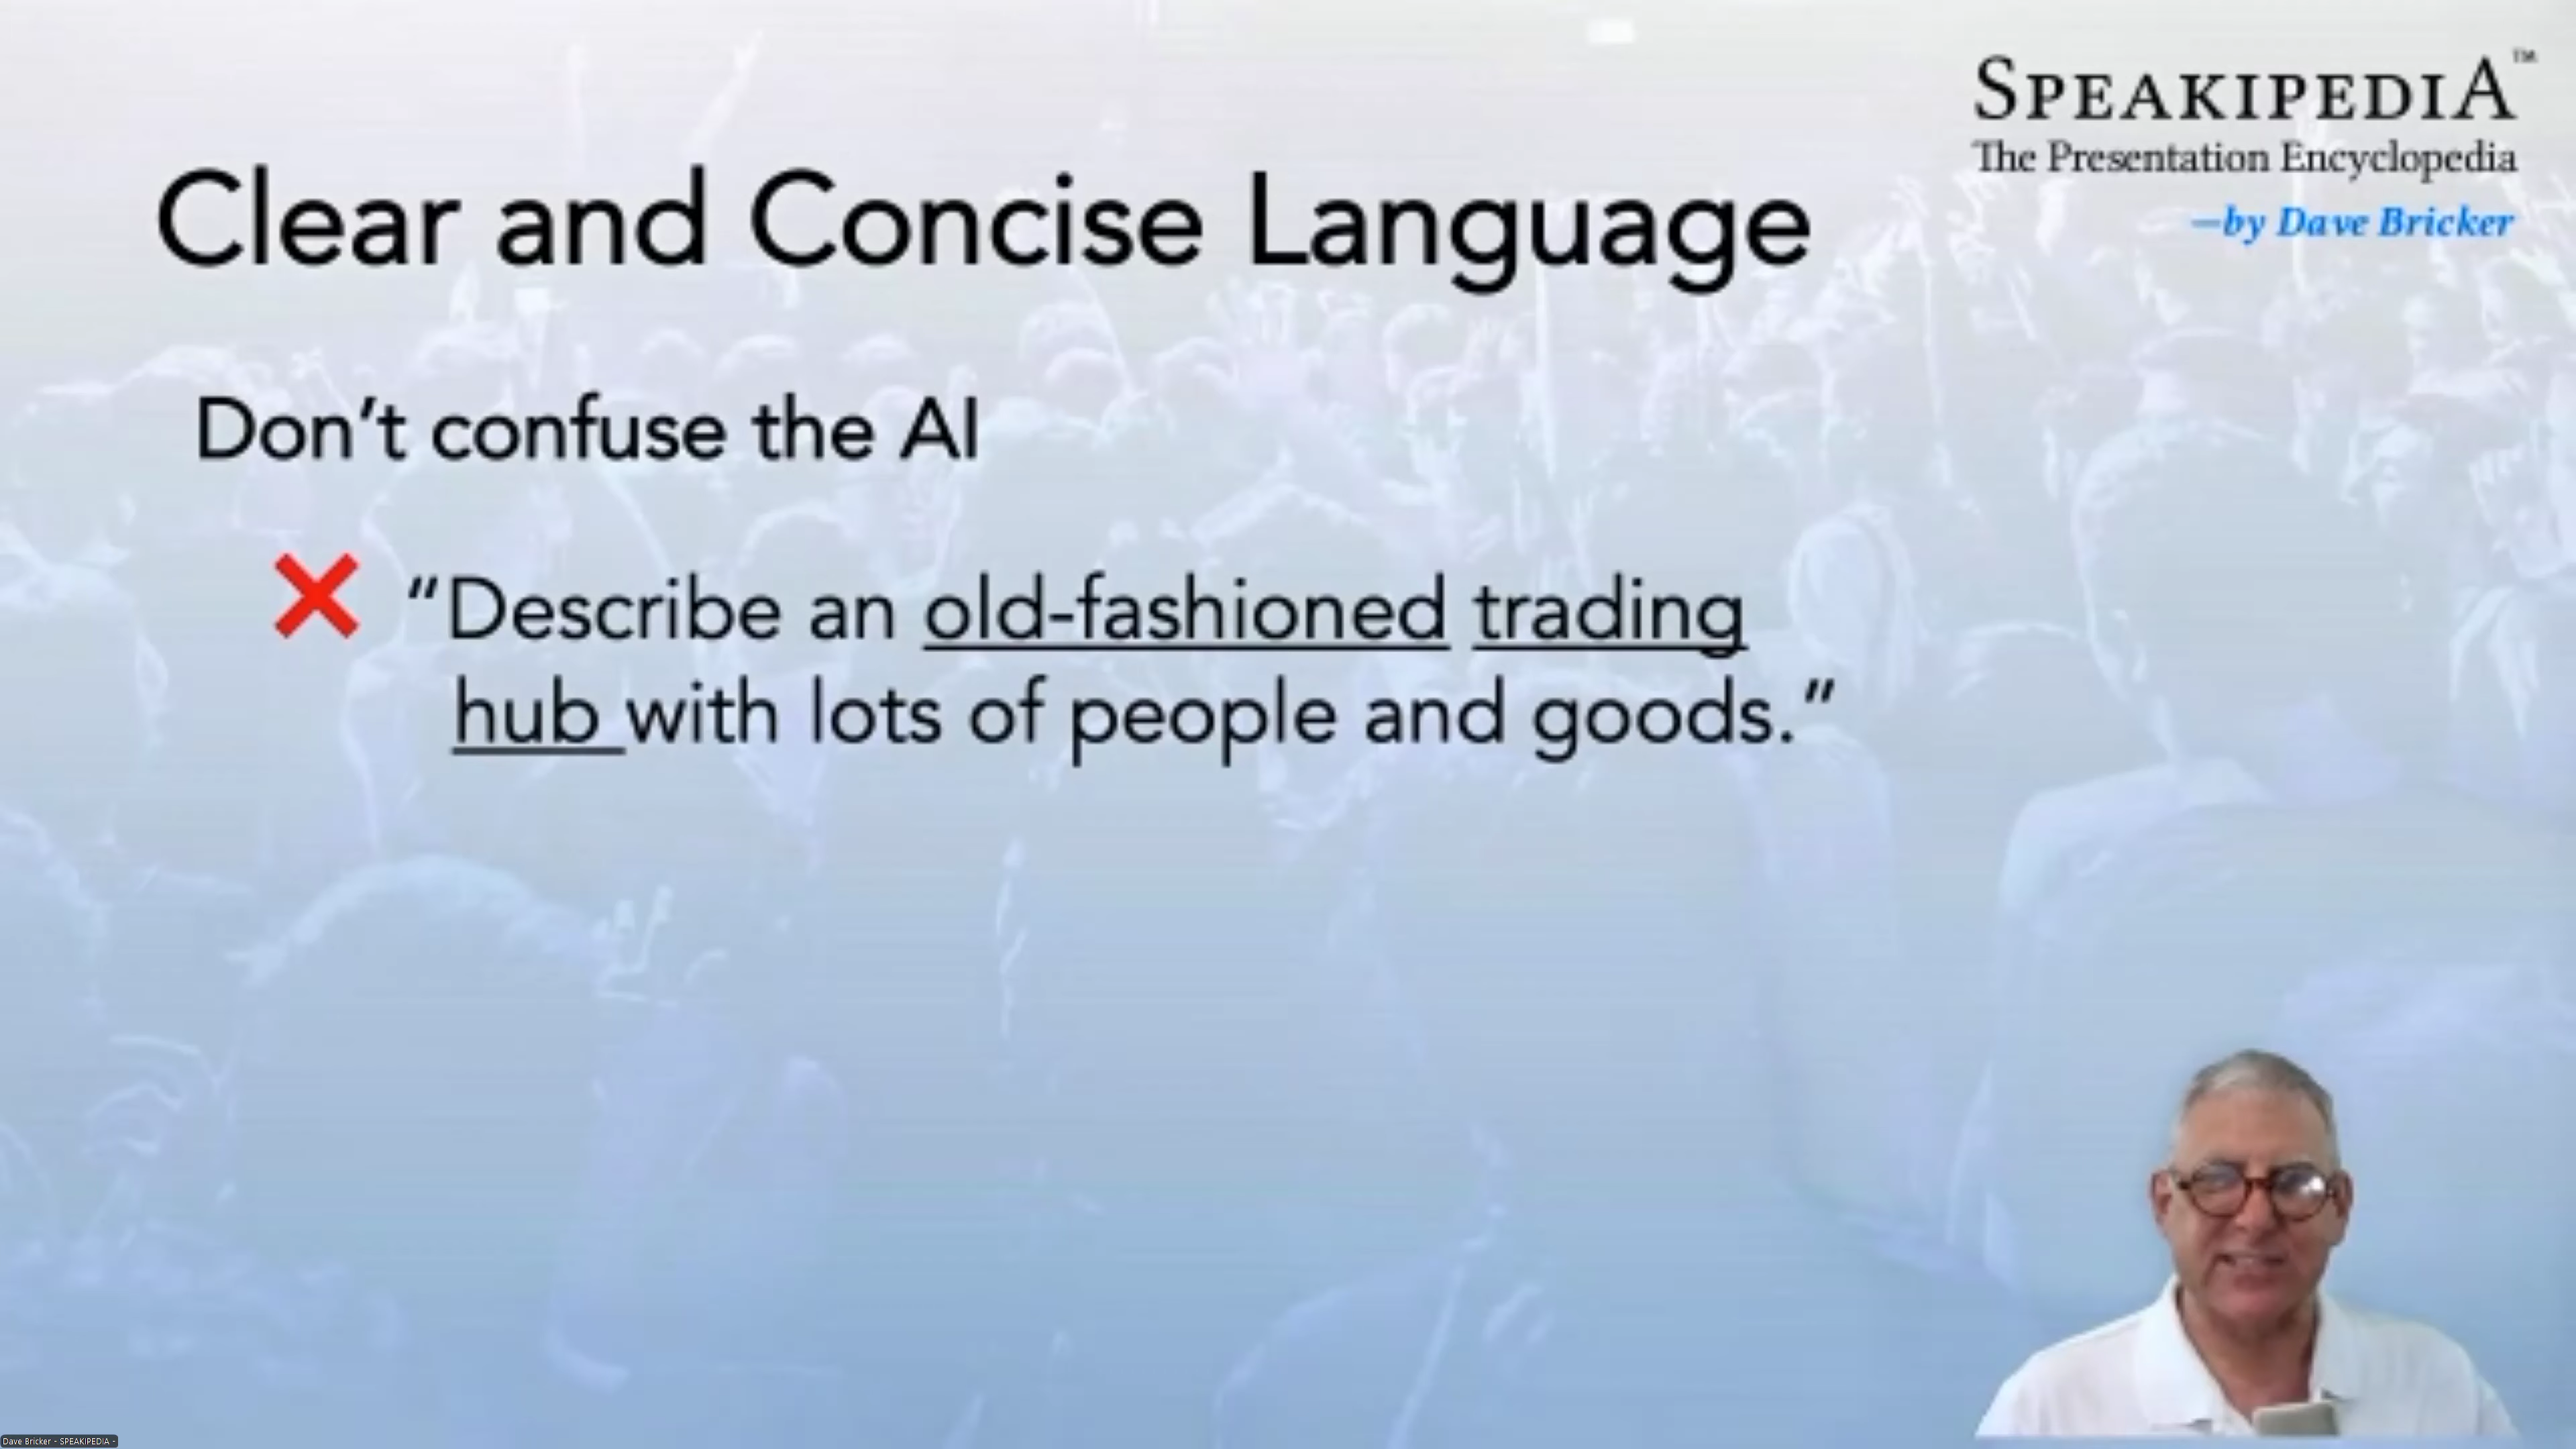 SPEAKIPEDIA™
The Presentation Encyclopedia
—by Dave Bricker
Clear and Concise Language
Don’t confuse the AI
“Describe an old-fashioned trading
hub with lots of people and goods.”
Dave Bricker - SPEAKIPEDIA -